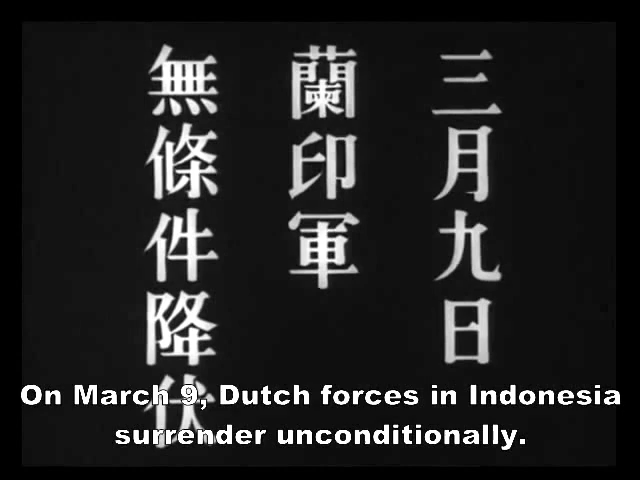 三月九日
蘭印軍
無條件降伏
On March 9, Dutch forces in Indonesia
surrender unconditionally.